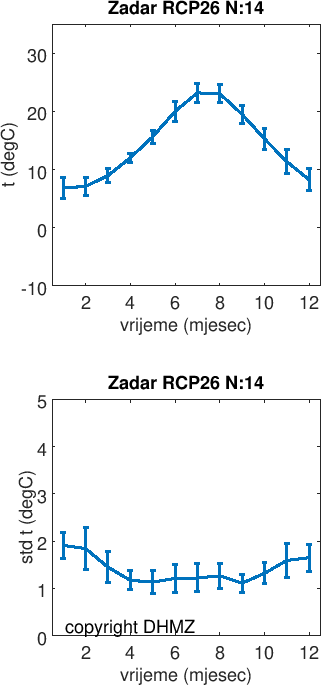 Zadar RCP26 N:14
30
20
10
0
-10
t (degC)
2 4 6 8 10 12
vrijeme (mjesec)
Zadar RCP26 N:14
5
4
3
2
1
0
std t (degC)
copyright DHMZ
2 4 6 8 10 12
vrijeme (mjesec)